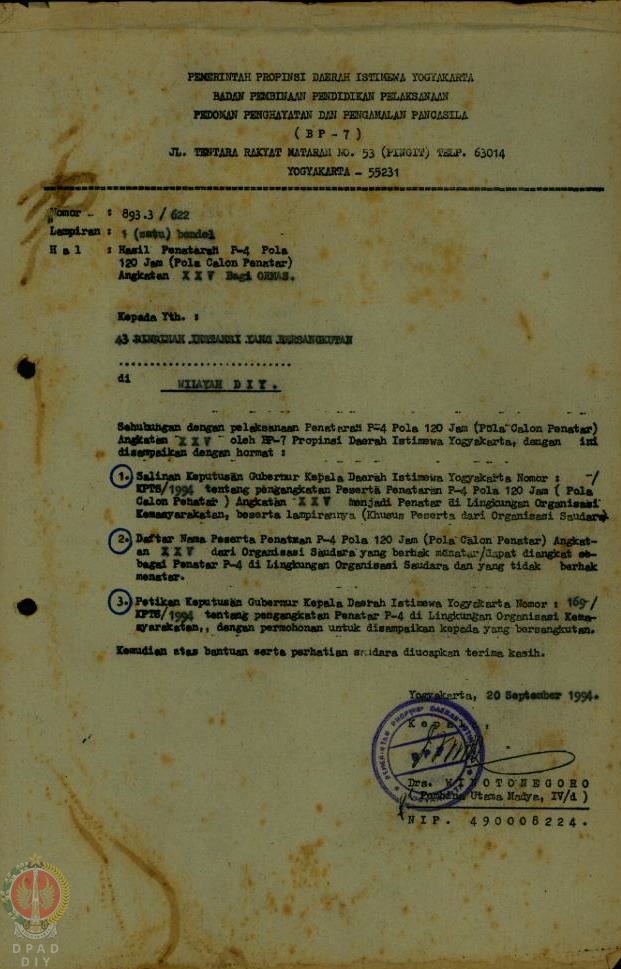 PEMERINTAH PROPINSI DAERAH ISTIMEWA YOGYAKARTA
BADAN PEMBINAAN PENDIDIKAN PELAKSANAAN
PEDOMAN PENGHAYATAN DAN PENGAMALAN PANCASILA
( BP - 7 )
JL. TENTARA RAKYAT MATARAM NO. 53 (PINGIT) TELP. 63014
YOGYAKARTA - 55231
Nomor : 893.3 / 622
Lampiran : 1 (satu) bendel
H a l : Hasil Penataran P-4 Pola
120 Jam (Pola Calon Penatar)
Angkatan X X V Bagi ORMAS.
Kepada Yth. :
43 PIMPINAN INSTANSI YANG BERSANGKUTAN
............................
di
WILAYAH D I Y .
Sehubungan dengan pelaksanaan Penataran P-4 Pola 120 Jam (Pola Calon Penatar)
Angkatan X X V oleh BP-7 Propinsi Daerah Istimewa Yogyakarta, dengan ini
disampaikan dengan hormat :
1. Salinan Keputusan Gubernur Kepala Daerah Istimewa Yogyakarta Nomor : -/
KPTS/1994 tentang pengangkatan Peserta Penataran P-4 Pola 120 Jam ( Pola
Calon Penatar ) Angkatan X X V menjadi Penatar di Lingkungan Organisasi
Kemasyarakatan, beserta lampirannya (Khusus Peserta dari Organisasi Saudara.
2. Daftar Nama Peserta Penataran P-4 Pola 120 Jam (Pola Calon Penatar) Angkat-
an X X V dari Organisasi Saudara yang berhak menatar/dapat diangkat se-
bagai Penatar P-4 di Lingkungan Organisasi Saudara dan yang tidak berhak
menatar.
3. Petikan Keputusan Gubernur Kepala Daerah Istimewa Yogyakarta Nomor : 169-/
KPTS/1994 tentang pengangkatan Penatar P-4 di Lingkungan Organisasi Kema-
syarakatan,, dengan permohonan untuk disampaikan kepada yang bersangkutan.
Kemudian atas bantuan serta perhatian saudara diucapkan terima kasih.
Yogyakarta, 20 September 1994.
K e p a l a ,
PEMERINTAH PROPINSI DAERAH ISTIMEWA
Drs. WINOTONEGORO
( Pembina Utama Madya, IV/d )
NIP. 490008224.
DPAD
DIY